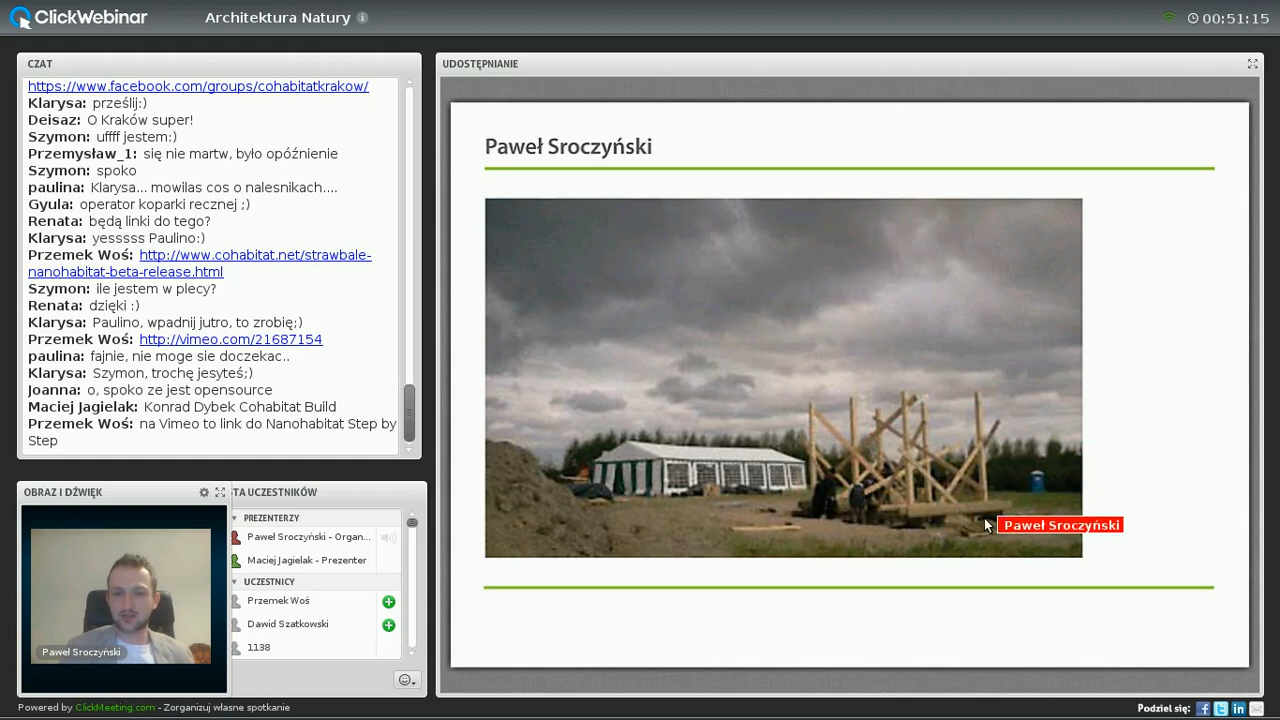 ClickWebinar
Architektura Natury
00:51:15
CZAT
https://www.facebook.com/groups/cohabitatkrakow/
Klarysa: prześlij:)
Deisaz: O Kraków super!
Szymon: uffff jestem:)
Przemysław_1: się nie martw, było opóźnienie
Szymon: spoko
paulina: Klarysa... mowilas cos o nalesnikach....
Gyula: operator koparki recznej ;)
Renata: będą linki do tego?
Klarysa: yesssss Paulino:)
Przemek Woś: http://www.cohabitat.net/strawbale-
nanohabitat-beta-release.html
Szymon: ile jestem w plecy?
Renata: dzięki :)
Klarysa: Paulino, wpadnij jutro, to zrobię;)
Przemek Woś: http://vimeo.com/21687154
paulina: fajnie, nie moge sie doczekac..
Klarysa: Szymon, trochę jesyteś;)
Joanna: o, spoko ze jest opensource
Maciej Jagielak: Konrad Dybek Cohabitat Build
Przemek Woś: na Vimeo to link do Nanohabitat Step by
Step
OBRAZ I DŹWIĘK
Paweł Sroczyński
TA UCZESTNIKÓW
PREZENTERZY
Paweł Sroczyński - Organ...
Maciej Jagielak - Prezenter
UCZESTNICY
Przemek Woś
Dawid Szatkowski
1138
UDOSTĘPNIANIE
Paweł Sroczyński
Paweł Sroczyński
Powered by ClickMeeting.com - Zorganizuj własne spotkanie
Podziel się: